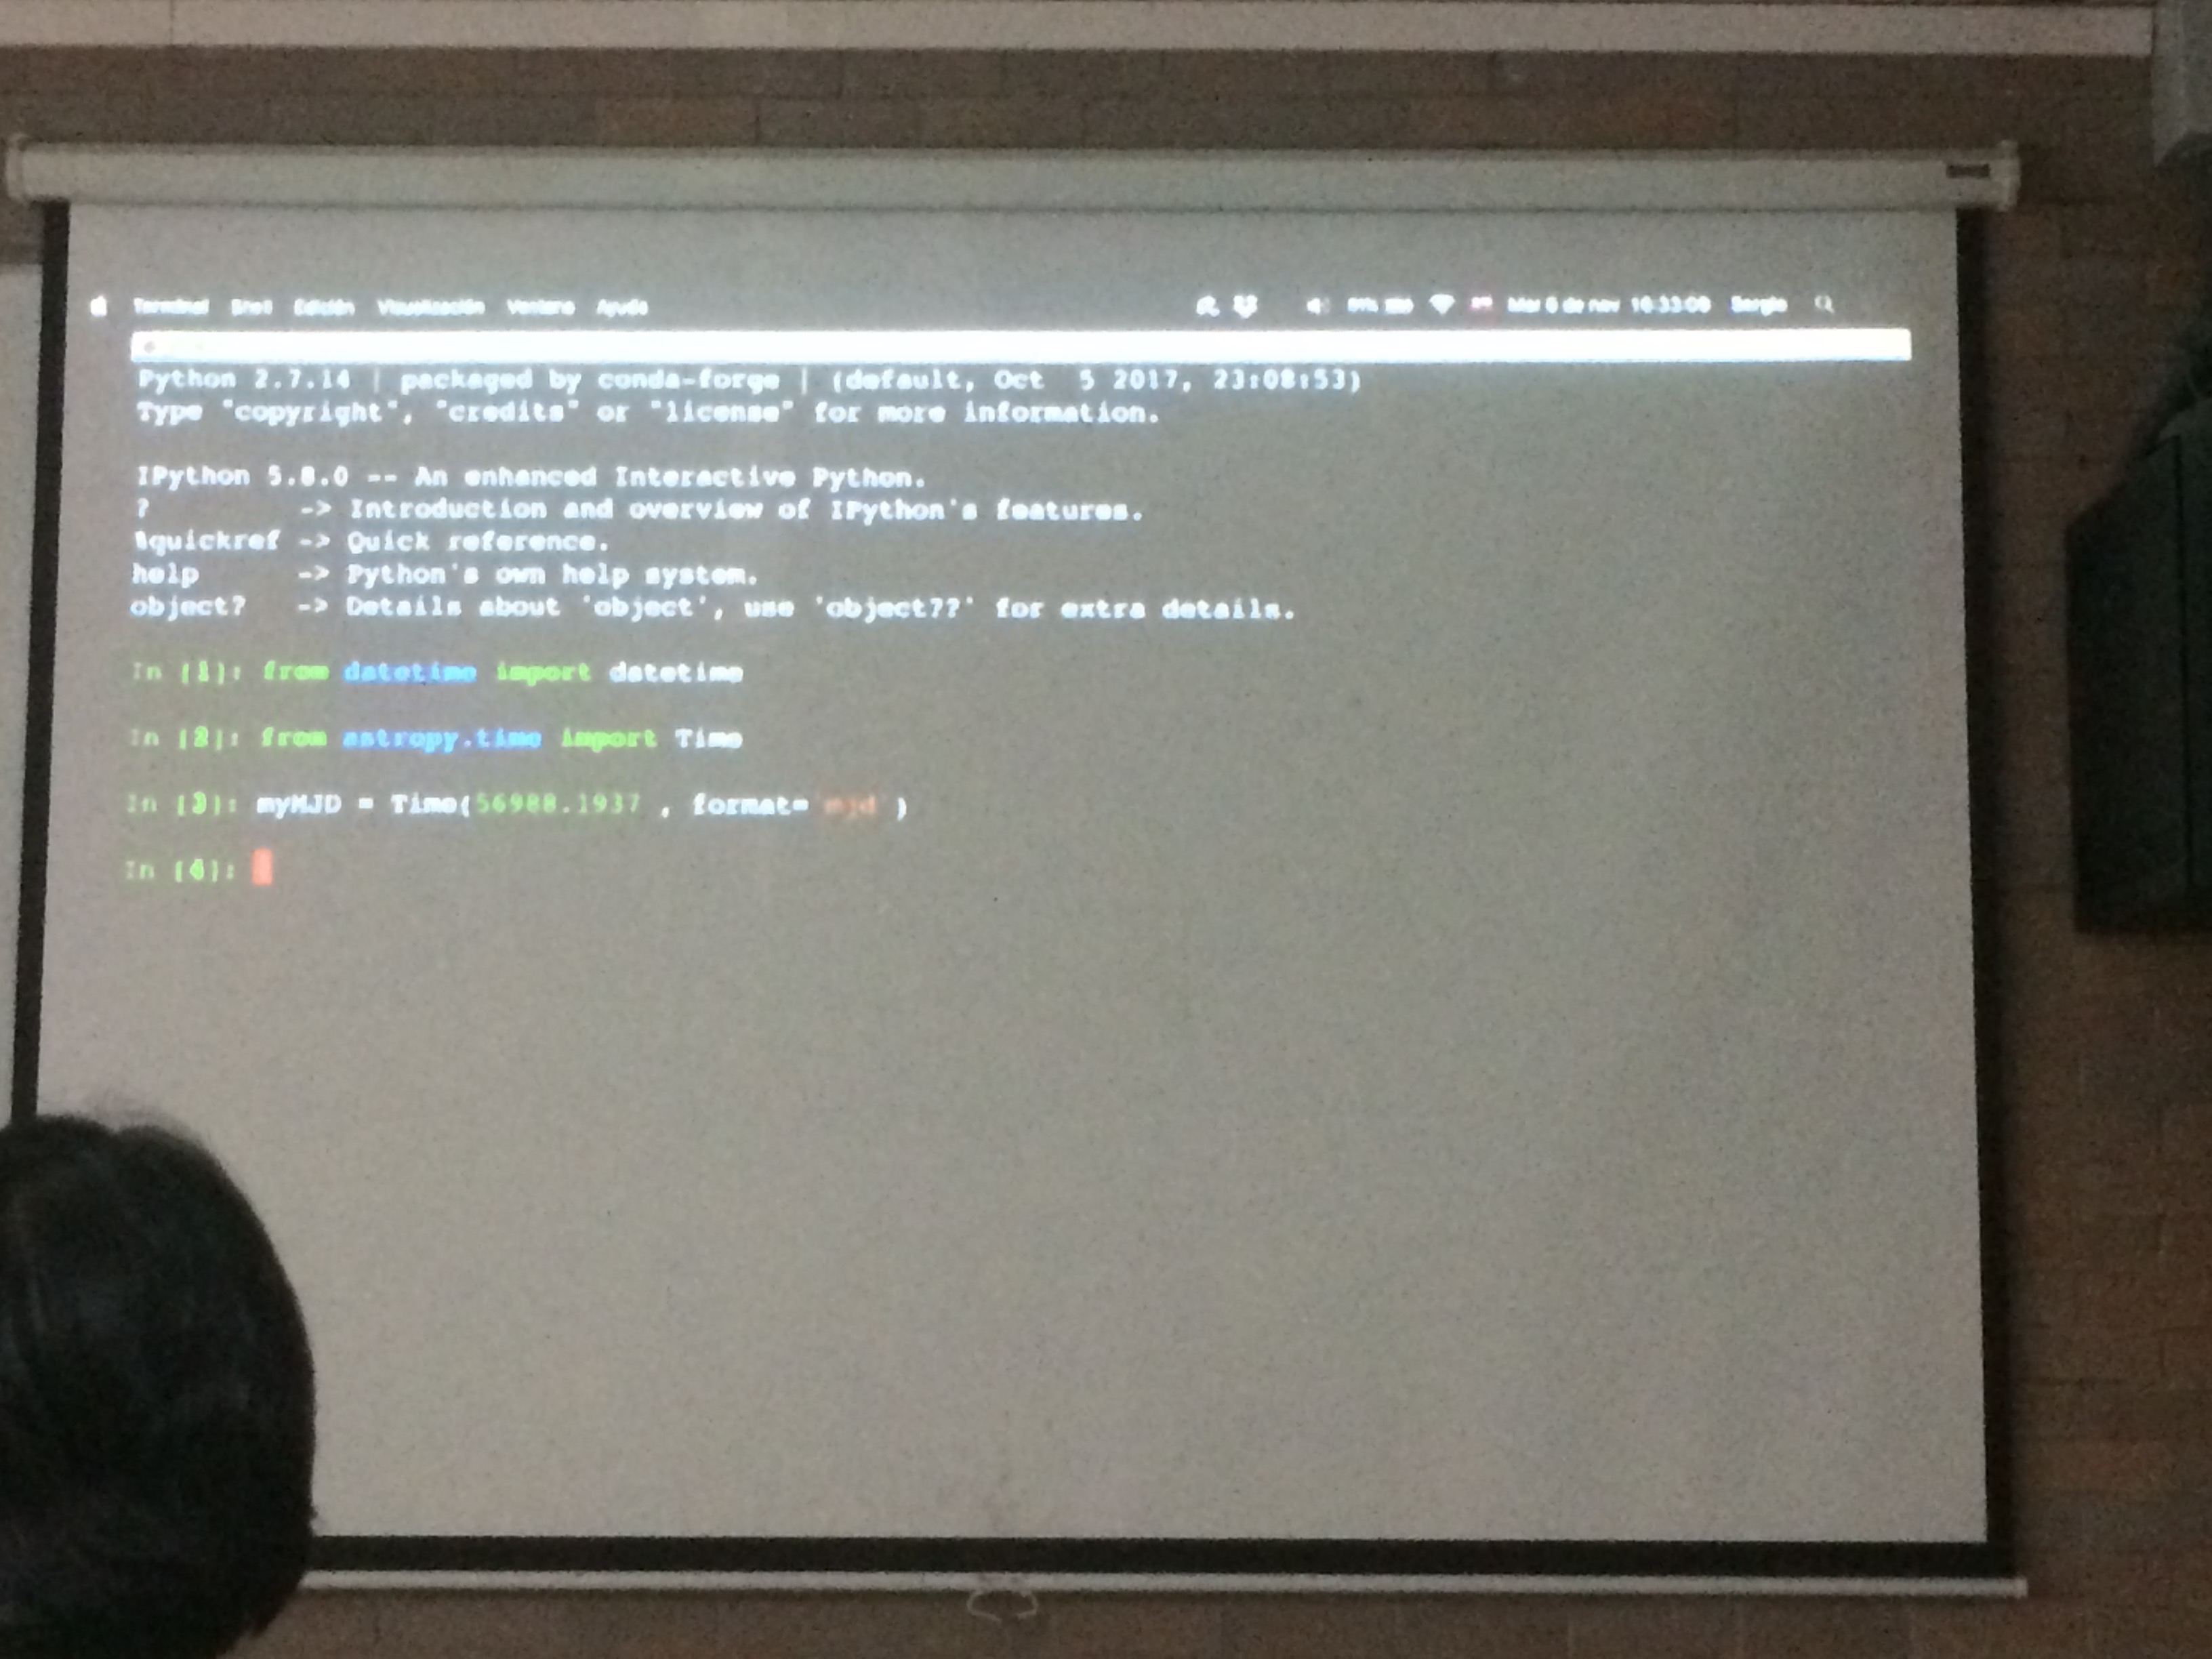 Terminal Shell Edición Visualización Ventana Ayuda Mar 6 de nov 16:33:09 Sergio
Python 2.7.14 | packaged by conda-forge | (default, Oct  5 2017, 23:08:53)
Type "copyright", "credits" or "license" for more information.
IPython 5.8.0 -- An enhanced Interactive Python.
?         -> Introduction and overview of IPython's features.
%quickref -> Quick reference.
help      -> Python's own help system.
object?   -> Details about 'object', use 'object??' for extra details.
In [1]: from datetime import datetime
In [2]: from astropy.time import Time
In [3]: myMJD = Time(56988.1937 , format='mjd')
In [4]: